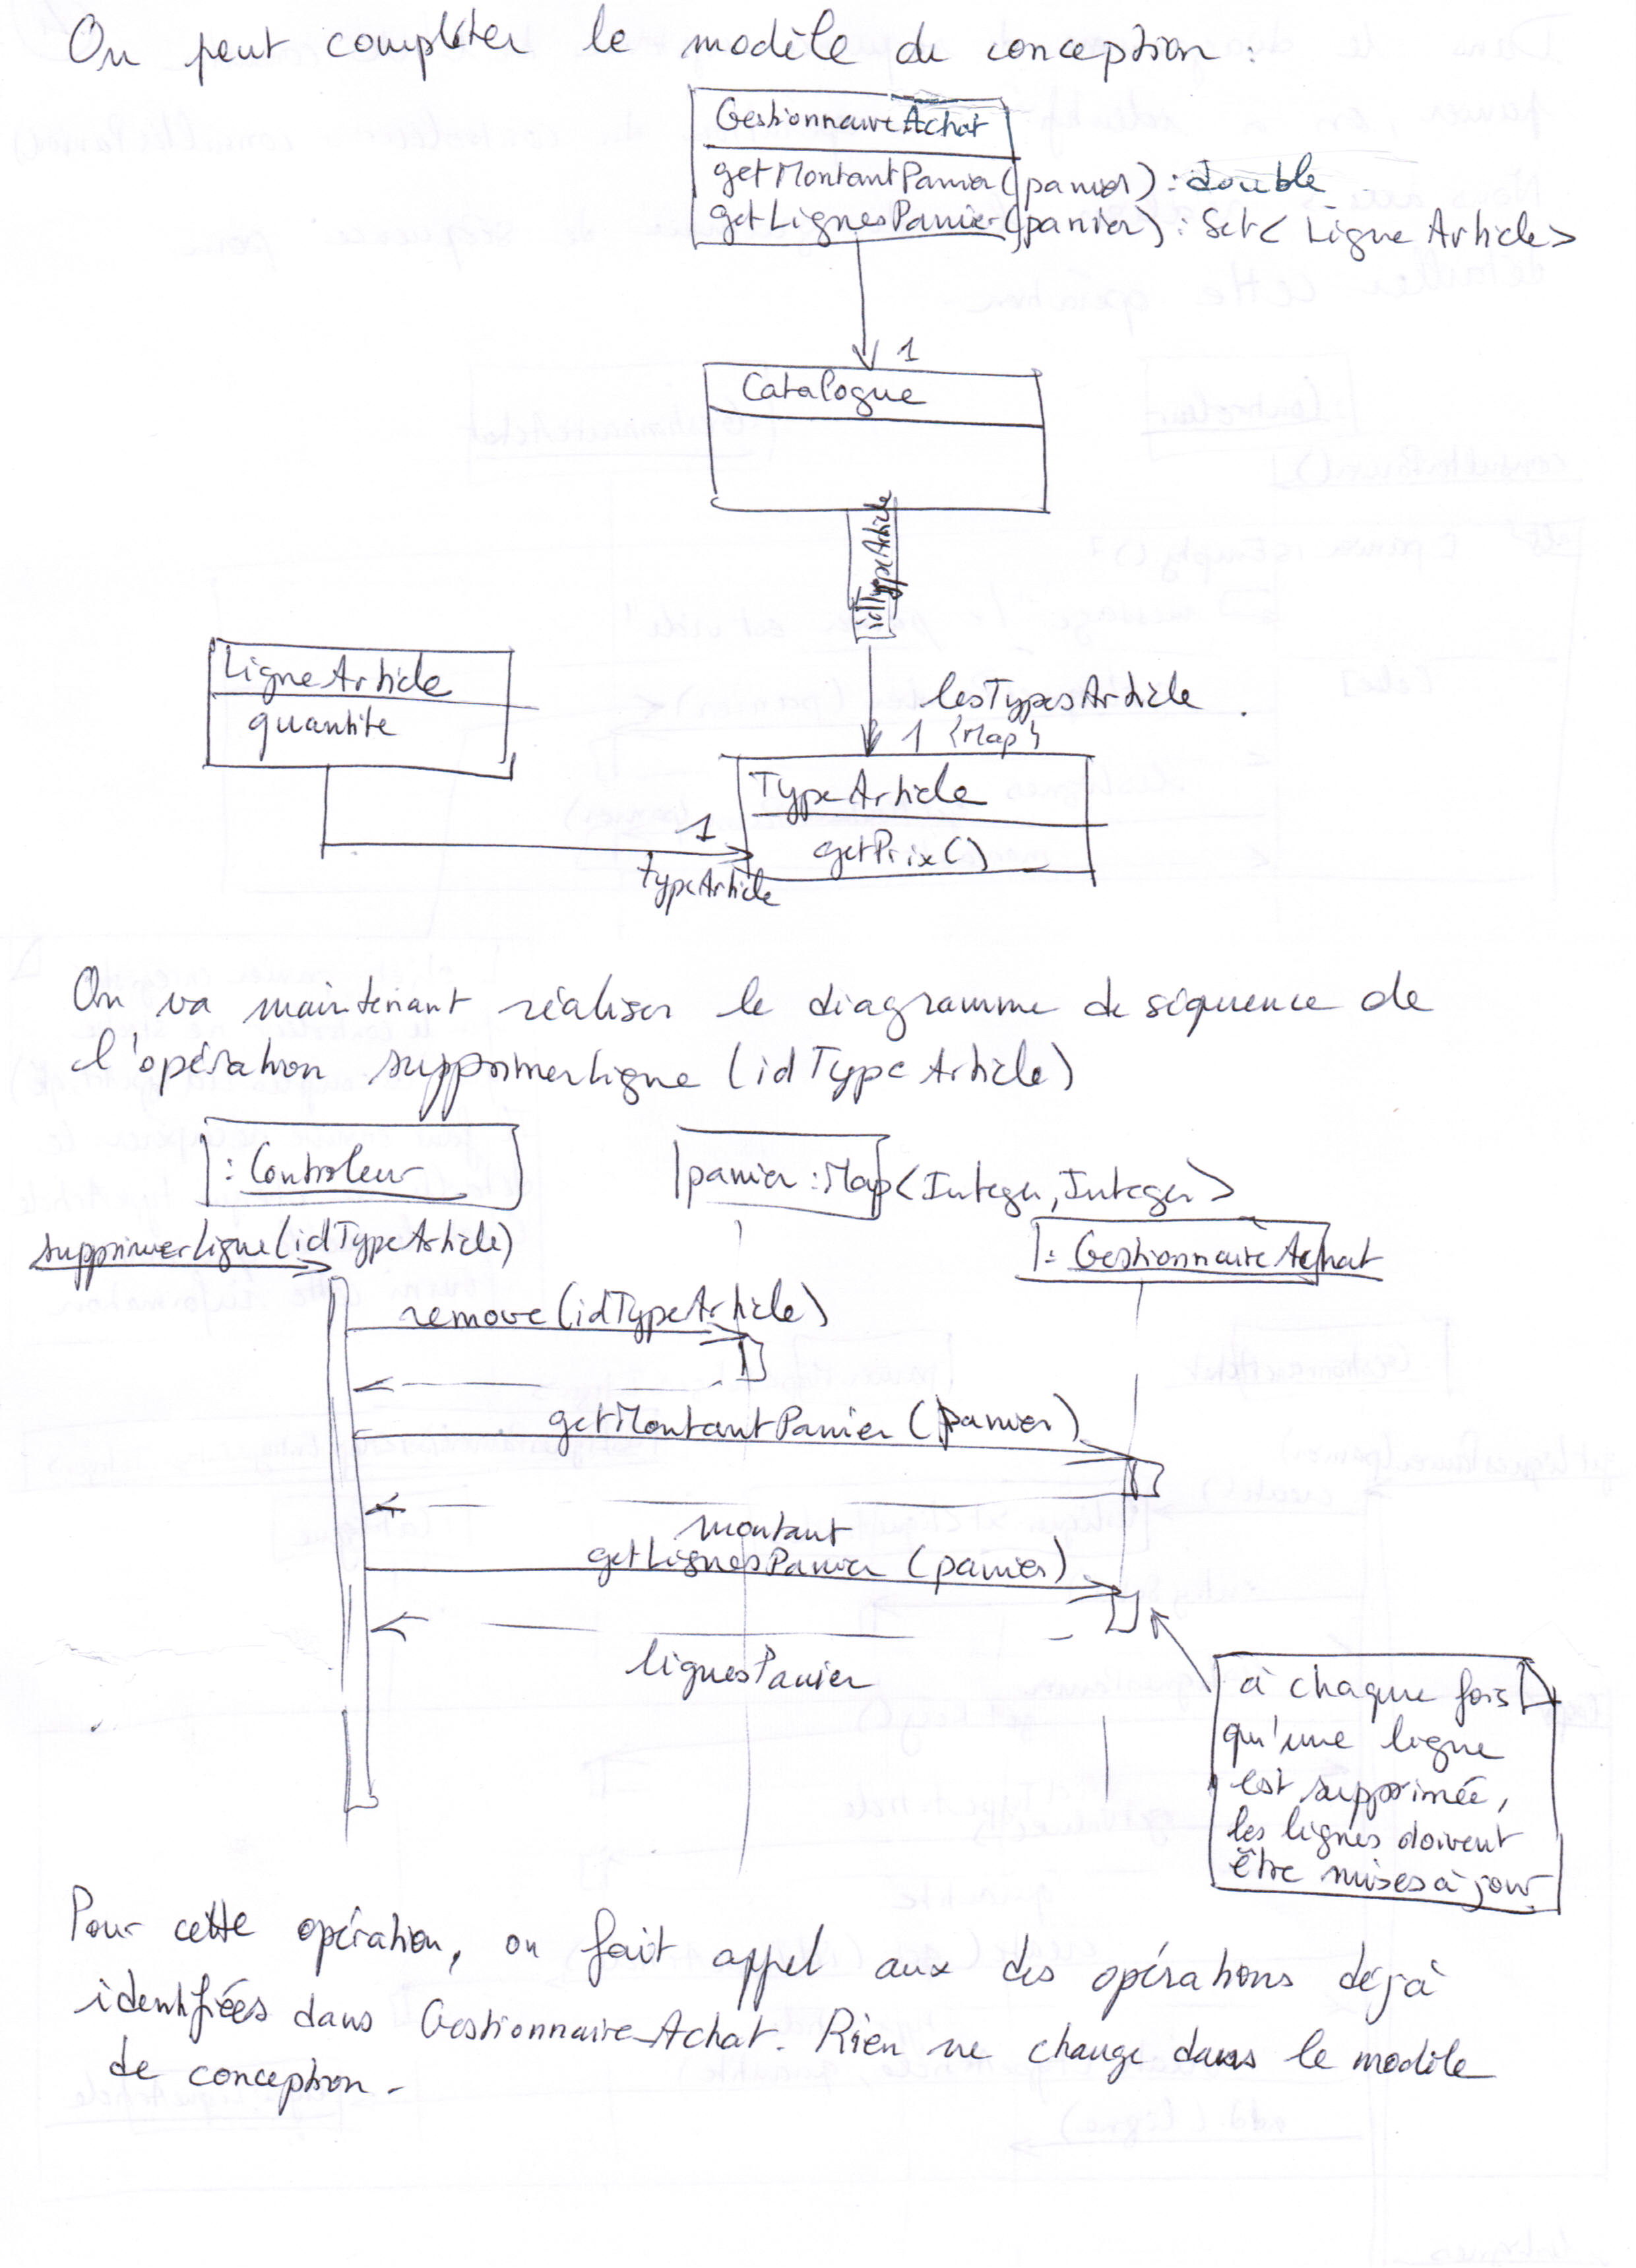 On peut compléter le modèle de conception :
GestionnaireAchat
getMontantPanier(panier) : double
getLignesPanier(panier) : Set<LigneArticle>
1
Catalogue
idTypeArticle
LigneArticle
quantite
lesTypesArticle
1 {Map}
TypeArticle
getPrix()
1
typeArticle
On va maintenant réaliser le diagramme de séquence de
l'opération supprimerLigne (idTypeArticle)
: Controleur
panier : Map<Integer, Integer>
: GestionnaireAchat
supprimerLigne(idTypeArticle)
remove(idTypeArticle)
getMontantPanier (panier)
montant
getLignesPanier (panier)
lignesPanier
à chaque fois
qu'une ligne
est supprimée,
les lignes doivent
être mises à jour
Pour cette opération, on fait appel aux des opérations déjà
identifiées dans GestionnaireAchat. Rien ne change dans le modèle
de conception.